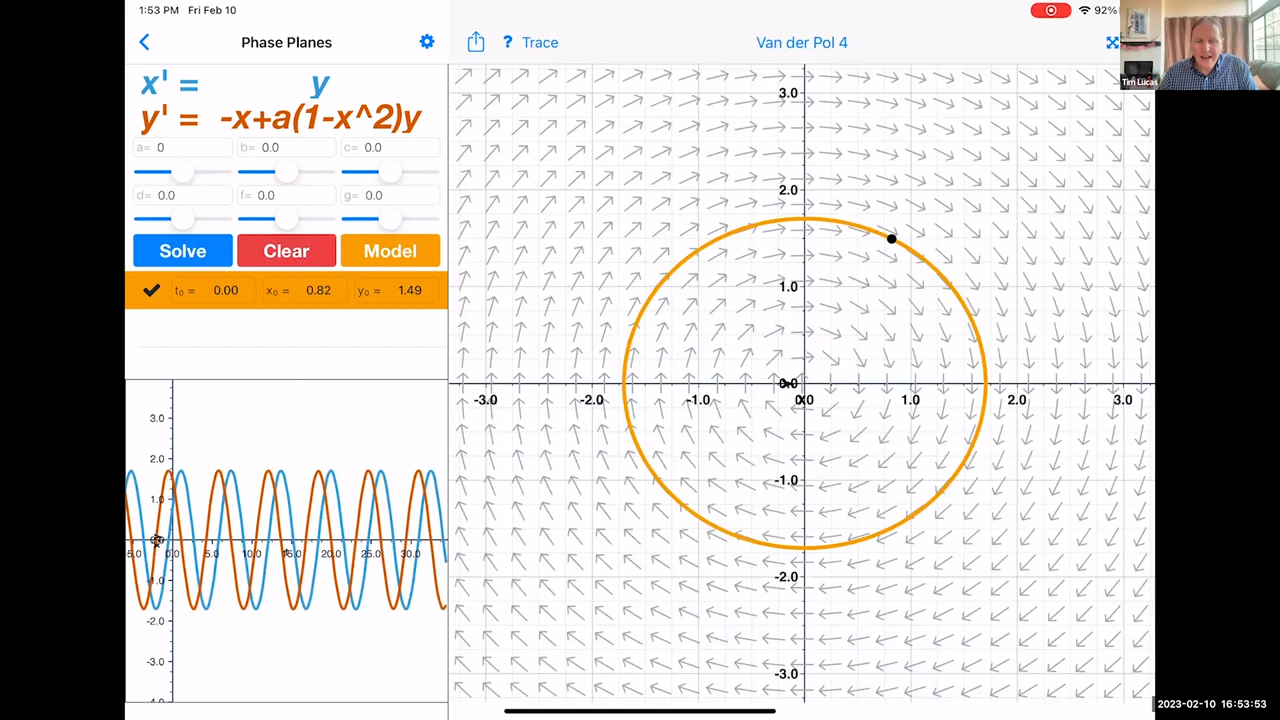 1:53 PM Fri Feb 10
92%
Phase Planes
? Trace
Van der Pol 4
Tim Lucas
x' = y
y' = -x+a(1-x^2)y
a= 0 b= 0.0 c= 0.0
d= 0.0 f= 0.0 g= 0.0
Solve Clear Model
t₀ = 0.00 x₀ = 0.82 y₀ = 1.49
3.0
2.0
1.0
0.0
-1.0
-2.0
-3.0
-3.0 -2.0 -1.0 0.0 1.0 2.0 3.0
3.0
2.0
1.0
-1.0
-2.0
-3.0
5.0 0.0 5.0 10.0 20.0 25.0 30.0
2023-02-10 16:53:53